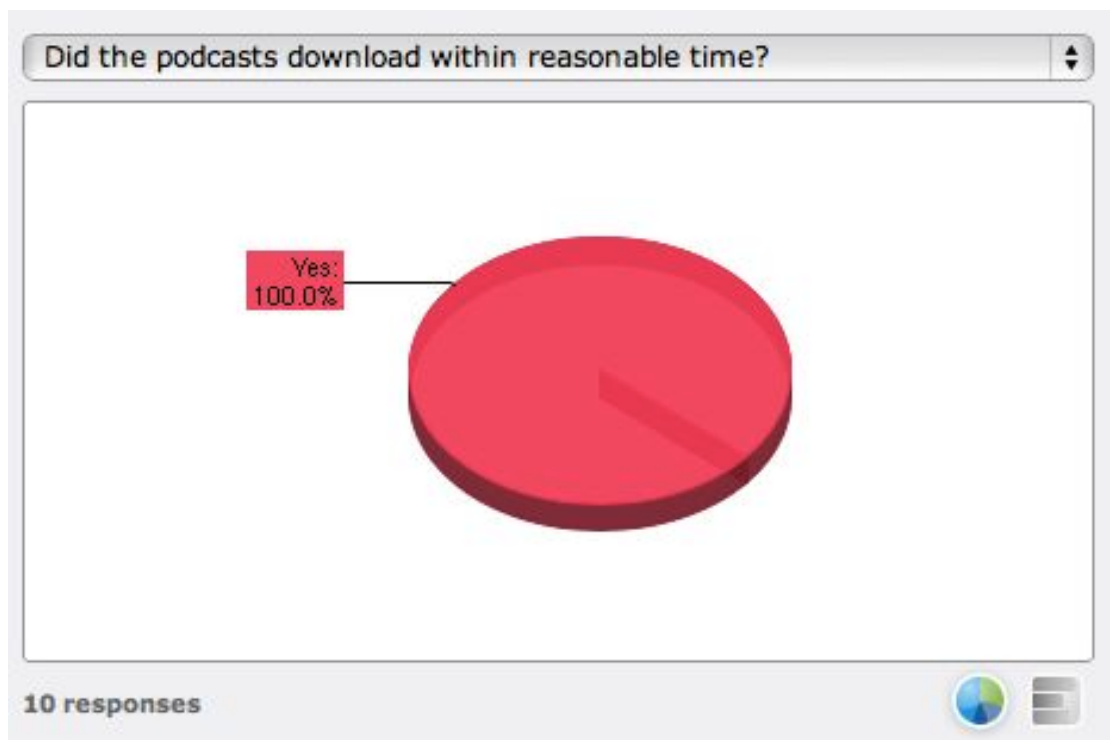 Did the podcasts download within reasonable time?
Yes:
100.0%
10 responses